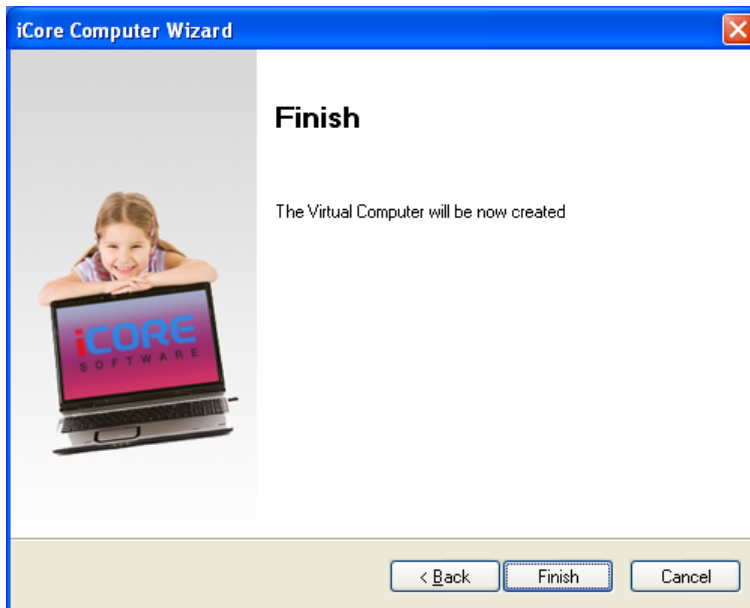 iCore Computer Wizard
Finish
The Virtual Computer will be now created
iCORE
SOFTWARE
< Back
Finish
Cancel